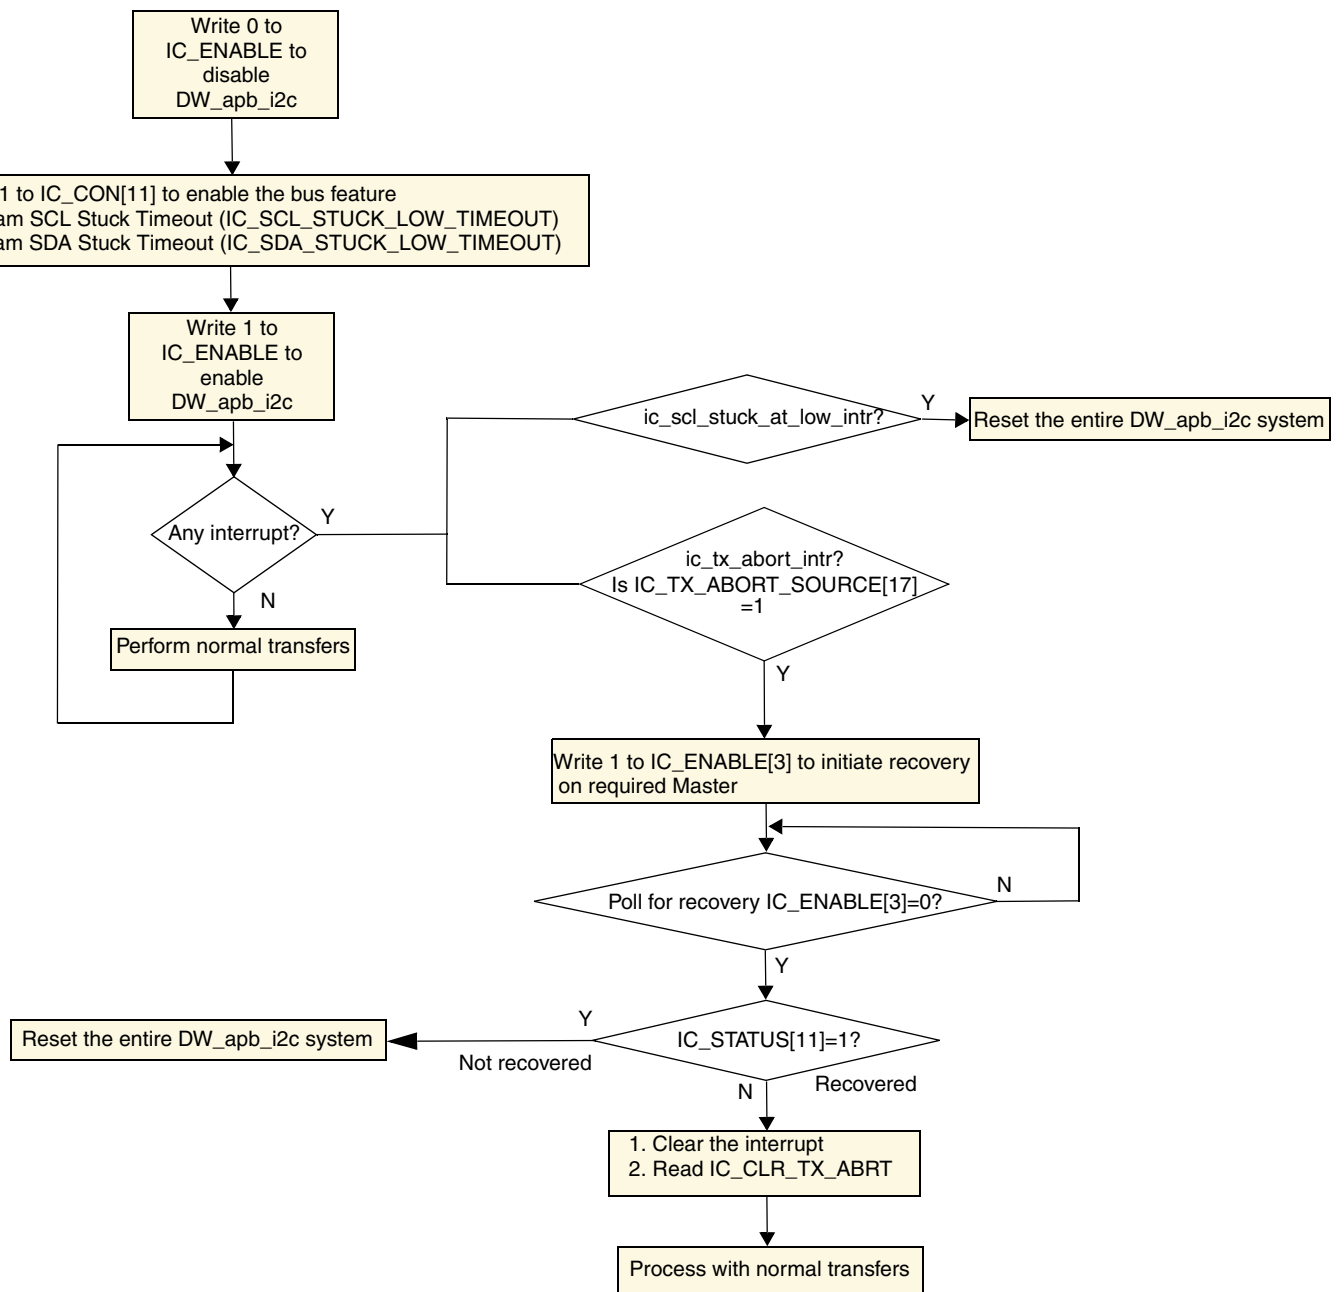 Write 0 to
IC_ENABLE to
disable
DW_apb_i2c
1 to IC_CON[11] to enable the bus feature
am SCL Stuck Timeout (IC_SCL_STUCK_LOW_TIMEOUT)
am SDA Stuck Timeout (IC_SDA_STUCK_LOW_TIMEOUT)
Write 1 to
IC_ENABLE to
enable
DW_apb_i2c
ic_scl_stuck_at_low_intr?
Y
Reset the entire DW_apb_i2c system
Any interrupt?
Y
N
Perform normal transfers
ic_tx_abort_intr?
Is IC_TX_ABORT_SOURCE[17]
=1
Y
Write 1 to IC_ENABLE[3] to initiate recovery
on required Master
Poll for recovery IC_ENABLE[3]=0?
N
Y
IC_STATUS[11]=1?
Y
Not recovered
Reset the entire DW_apb_i2c system
N
Recovered
1. Clear the interrupt
2. Read IC_CLR_TX_ABRT
Process with normal transfers